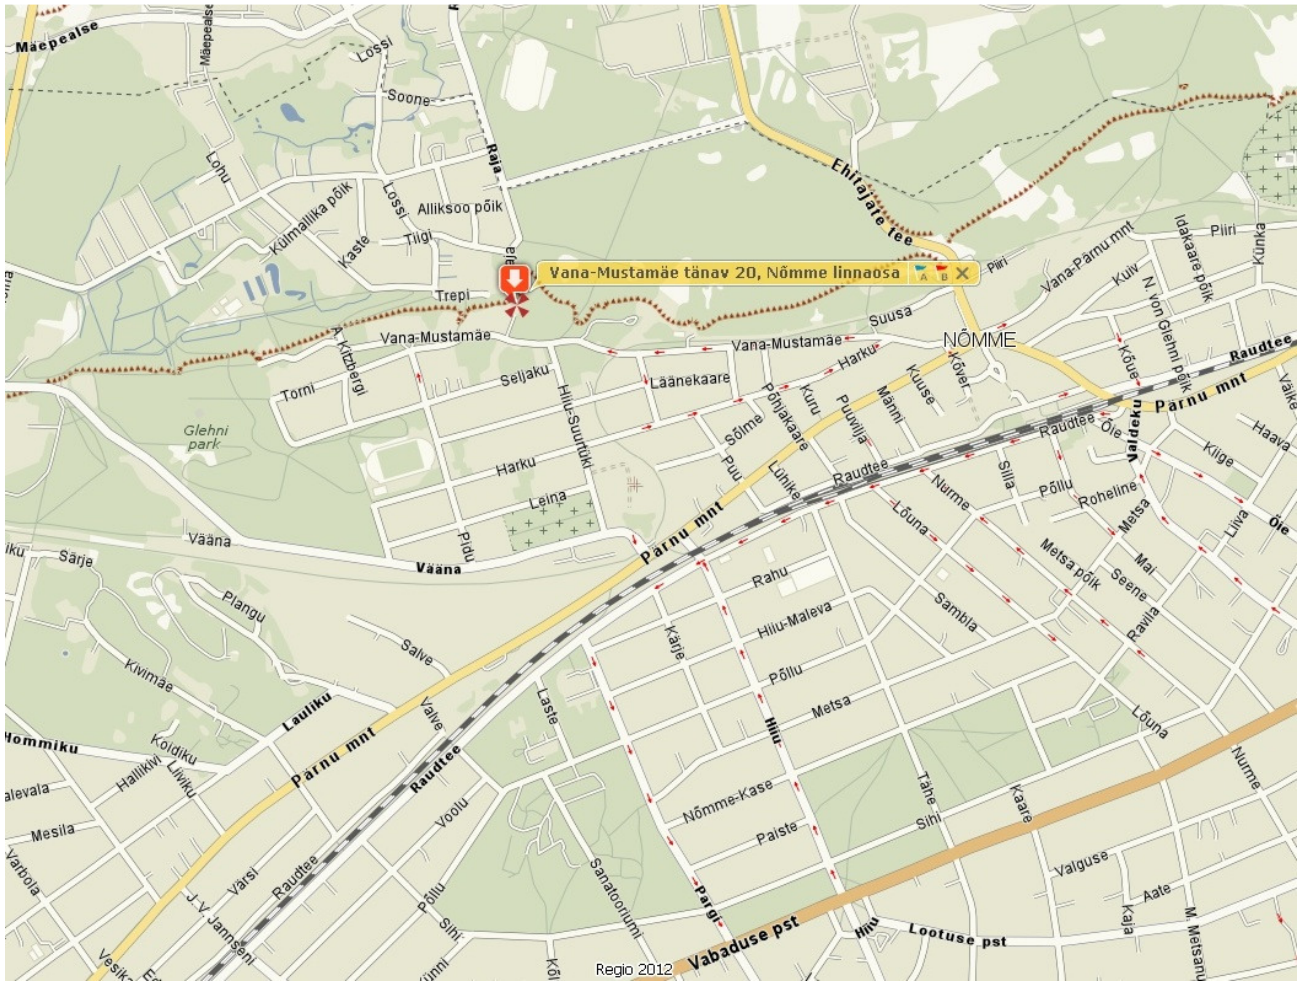 Mäepealse
Mäepealse
Lossi
Soone
Raja
Lohu
Külmallika põik
Lossi
Alliksoo põik
Kaste
Tiigi
Ehitajate tee
Piiri
Vana-Pärnu mnt
Idakaare põik
Künka
Kuiv
Piiri
N. von Glehni põik
Vana-Mustamäe tänav 20, Nõmme linnaosa
A
B
Trepi
Suusa
A. Kitzbergi
Vana-Mustamäe
Vana-Mustamäe
NÕMME
Harku
Kõver
Kõue
Raudtee
Torni
Seljaku
Läänekaare
Põhjakaare
Kuru
Puuvilja
Männi
Kuuse
Pärnu mnt
Väike
Glehni
park
Hiiu-Suurtüki
Sõlme
Raudtee
Õie
Valdeku
Haava
Harku
Puu
Lühike
Raudtee
Silla
Kiige
Leina
Nurme
Põllu
Roheline
Metsa
Liiva
Õie
Lõuna
Pärnu mnt
Pidu
Vääna
Vääna
Särje
Metsa põik
Mai
Seene
Ravila
Rahu
Plangu
Sambla
Hiiu-Maleva
Kärje
Salve
Kivimäe
Põllu
Lauliku
Valve
Laste
Metsa
Hiiu
Lõuna
Hommiku
Koidiku
Pärnu mnt
Raudtee
Hallikivi
Liiviku
Nurme
Nõmme-Kase
Tähe
Kaare
Voolu
Mesila
Palste
Sihi
Varbola
Värsi
Raudtee
Sanatooriumi
Valguse
Põllu
Aate
J. V. Jannseni
Pargi
Kaja
Sihi
Hiiu
Lootuse pst
Vabaduse pst
Regio 2012